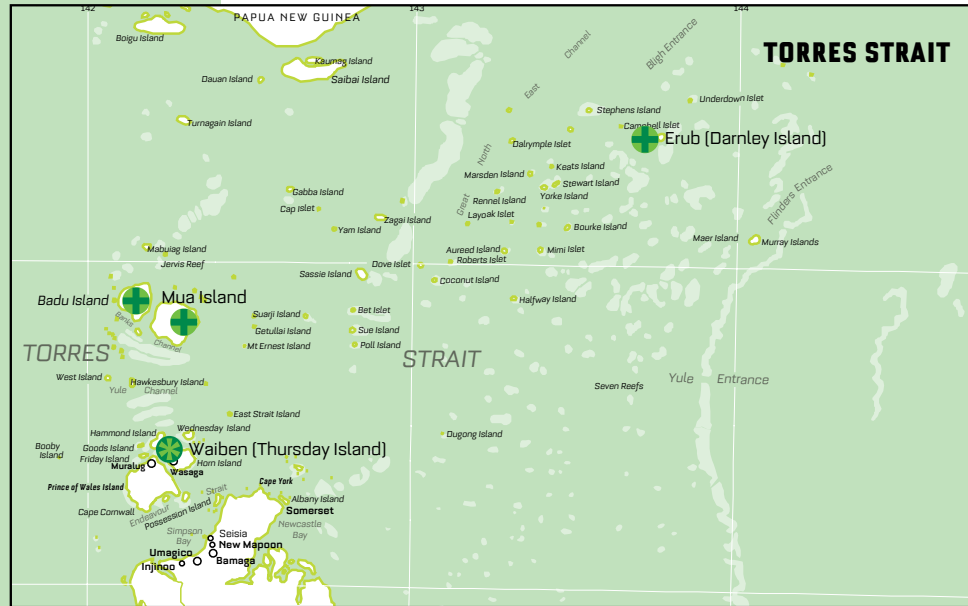 142
143
144
PAPUA NEW GUINEA
TORRES STRAIT
Boigu Island
Kaumag Island
Saibai Island
Dauan Island
Turnagain Island
East
Channel
Bligh Entrance
Underdown Islet
Stephens Island
Campbell Islet
Erub (Darnley Island)
Dalrymple Islet
North
Great
Keats Island
Marsden Island
Stewart Island
Rennel Island
Yorke Island
Layoak Islet
Bourke Island
Flinders Entrance
Gabba Island
Cap Islet
Zagai Island
Yam Island
Maer Island
Murray Islands
Mabuiag Island
Jervis Reef
Aureed Island
Mimi Islet
Roberts Islet
Dove Islet
Sassie Island
Coconut Island
Halfway Island
Badu Island
Mua Island
Banks
Channel
Suarji Island
Bet Islet
Getullai Island
Sue Island
Mt Ernest Island
Poll Island
TORRES
STRAIT
West Island
Hawkesbury Island
Yule
Channel
Seven Reefs
Yule
Entrance
East Strait Island
Wednesday Island
Hammond Island
Dugong Island
Booby
Island
Goods Island
Waiben (Thursday Island)
Friday Island
Horn Island
Muralug
Wasaga
Prince of Wales Island
Cape York
Strait
Endeavour
Possession Island
Albany Island
Cape Cornwall
Somerset
Newcastle
Bay
Simpson
Bay
Seisia
New Mapoon
Umagico
Bamaga
Injinoo